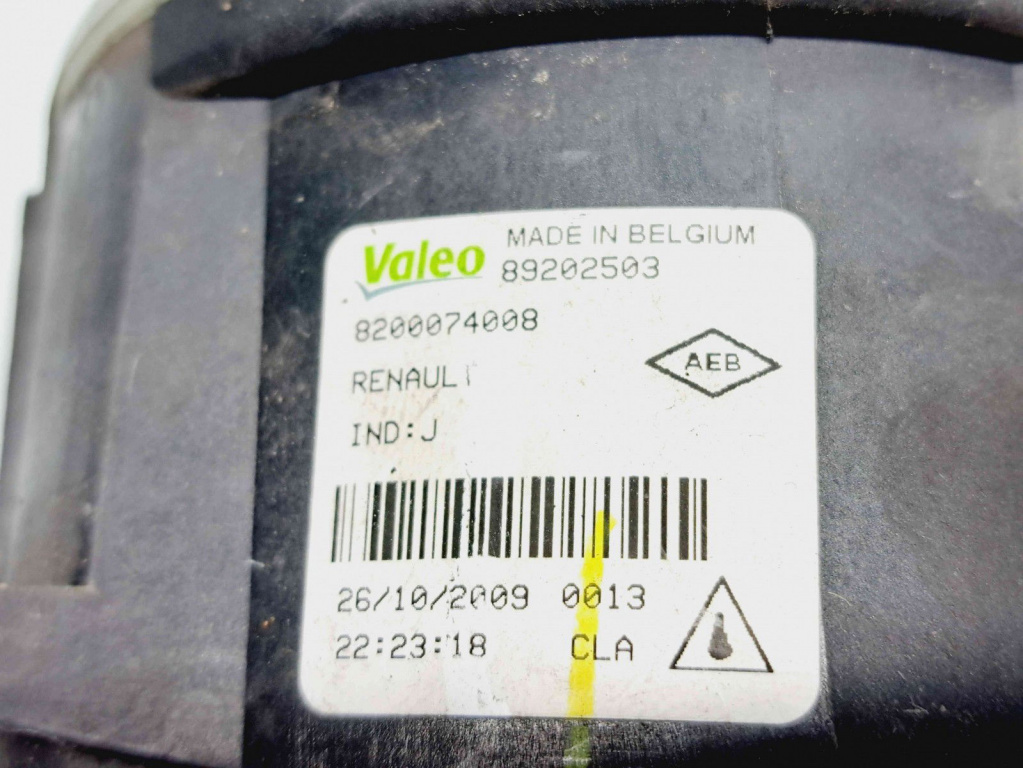 Valeo MADE IN BELGIUM
89202503
8200074008
RENAULT
AEB
IND:J
26/10/2009 0013
22:23:18 CLA